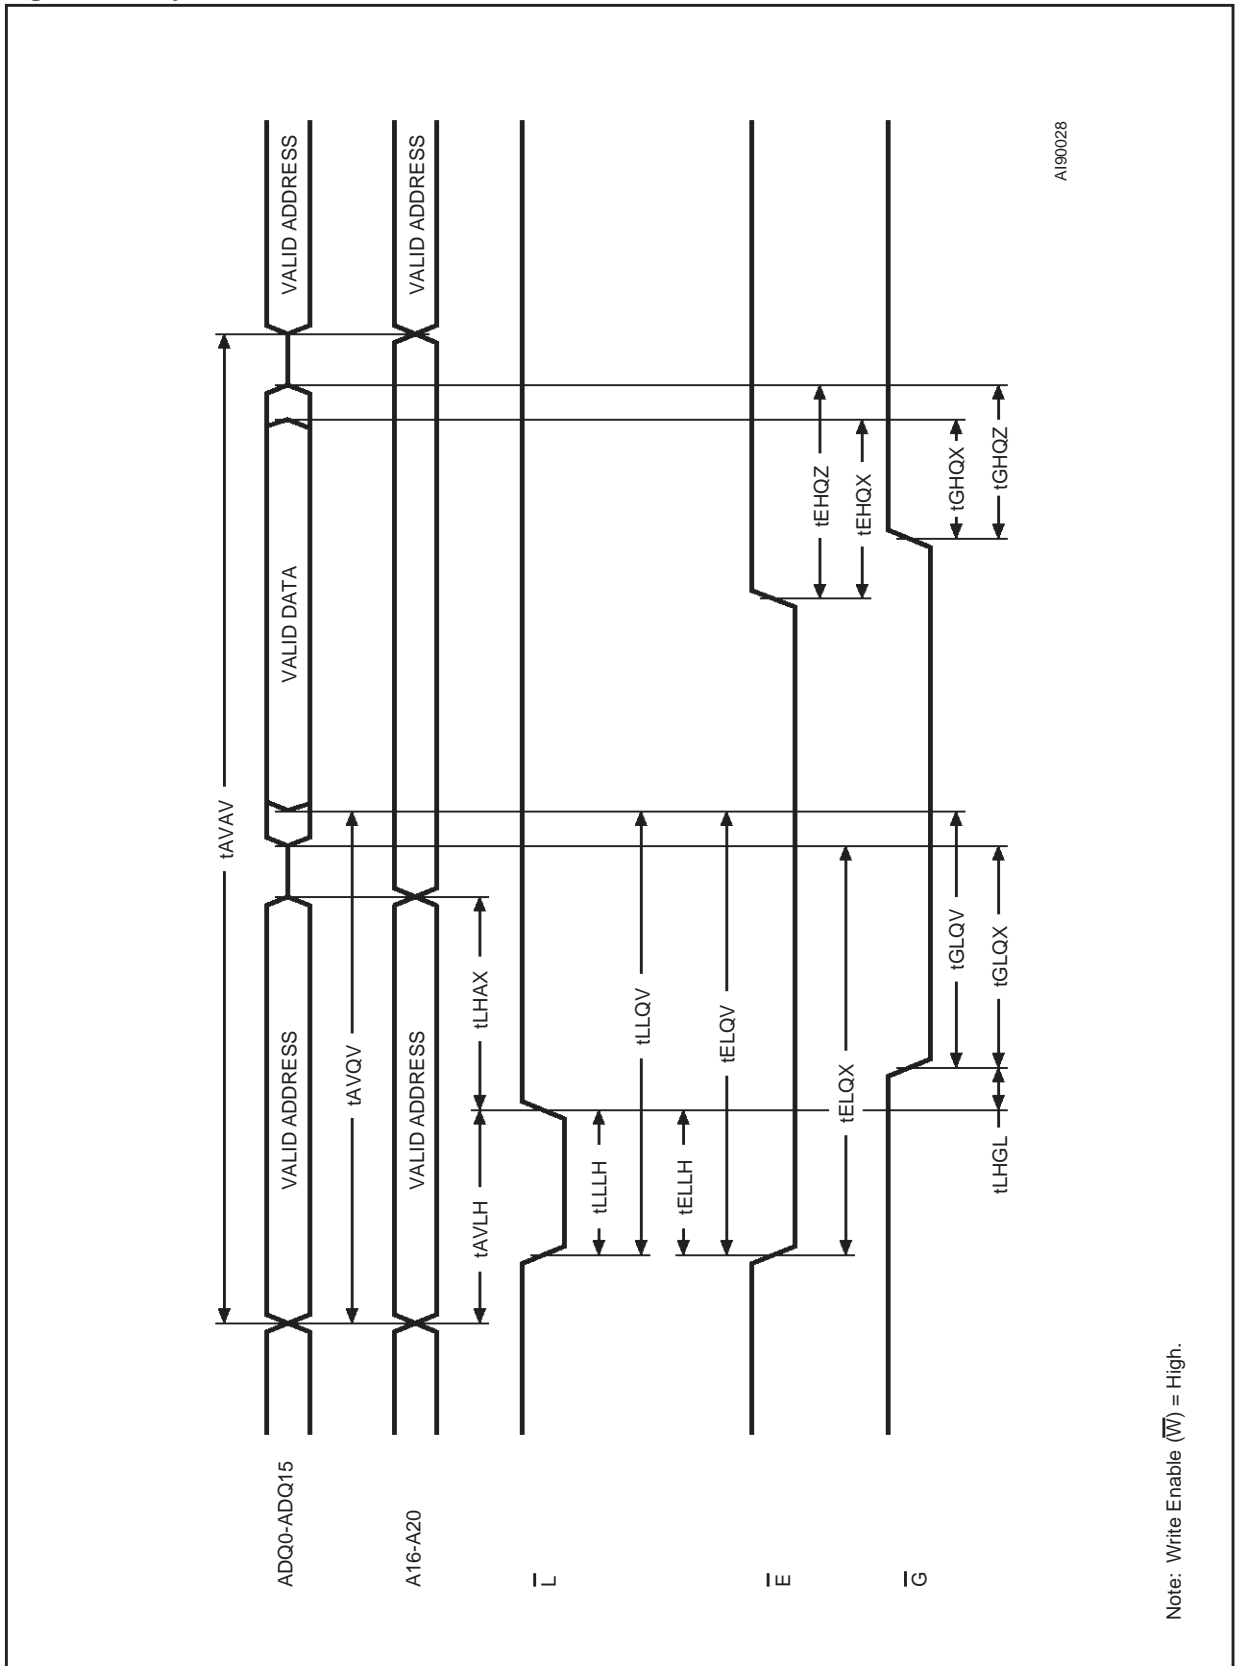 ADQ0-ADQ15
VALID ADDRESS
VALID DATA
VALID ADDRESS
tAVAV
tAVQV
A16-A20
VALID ADDRESS
VALID ADDRESS
tAVLH
tLHAX
L̅
tLLLH
tLLQV
tELLH
tELQV
E̅
tEHQZ
tELQX
tEHQX
G̅
tGLQV
tGHQX
tLHGL
tGLQX
tGHQZ
AI90028
Note: Write Enable (W̅) = High.